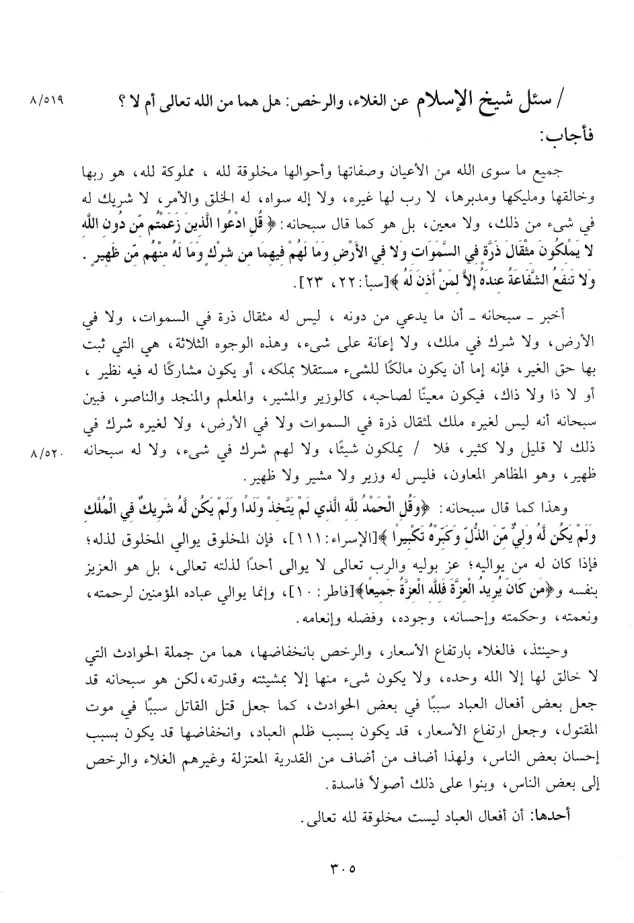 / سئل شيخ الإسلام عن الغلاء، والرخص: هل هما من الله تعالى أم لا ؟
٨/٥١٩
فأجاب:
جميع ما سوى الله من الأعيان وصفاتها وأحوالها مخلوقة لله ، مملوكة لله، هو ربها
وخالقها ومليكها ومدبرها، لا رب لها غيره، ولا إله سواه، له الخلق والأمر، لا شريك له
في شىء من ذلك، ولا معين، بل هو كما قال سبحانه: ﴿ قُلِ ادْعُوا الَّذِينَ زَعَمْتُم مِّن دُونِ اللَّهِ
لا يَمْلِكُونَ مِثْقَالَ ذَرَّةٍ فِي السَّمَوَاتِ وَلا فِي الأَرْضِ وَمَا لَهُمْ فِيهِمَا مِن شِرْكٍ وَمَا لَهُ مِنْهُم مِّن ظَهِيرٍ .
وَلا تَنفَعُ الشَّفَاعَةُ عِندَهُ إِلاَّ لِمَنْ أَذِنَ لَهُ ﴾[سبأ:٢٢، ٢٣].
أخبر ـ سبحانه ـ أن ما يدعي من دونه ، ليس له مثقال ذرة في السموات، ولا في
الأرض، ولا شرك في ملك، ولا إعانة على شىء، وهذه الوجوه الثلاثة، هي التي ثبت
بها حق الغير، فإنه إما أن يكون مالكًا للشىء مستقلا بملكه، أو يكون مشاركًا له فيه نظير ،
أو لا ذا ولا ذاك، فيكون معينًا لصاحبه، كالوزير والمشير، والمعلم والمنجد والناصر، فبين
سبحانه أنه ليس لغيره ملك لمثقال ذرة في السموات ولا في الأرض، ولا لغيره شرك في
ذلك لا قليل ولا كثير، فلا / يملكون شيئًا، ولا لهم شرك في شىء، ولا له سبحانه
٨/٥٢٠
ظهير، وهو المظاهر المعاون، فليس له وزير ولا مشير ولا ظهير.
وهذا كما قال سبحانه: ﴿وَقُلِ الْحَمْدُ لِلَّهِ الَّذِي لَمْ يَتَّخِذْ وَلَدًا وَلَمْ يَكُن لَّهُ شَرِيكٌ فِي الْمُلْكِ
وَلَمْ يَكُن لَّهُ وَلِيٌّ مِّنَ الذُّلِّ وَكَبِّرْهُ تَكْبِيرًا ﴾[الإسراء:١١١]، فإن المخلوق يوالي المخلوق لذله؛
فإذا كان له من يواليه؛ عز بوليه والرب تعالى لا يوالى أحدًا لذلته تعالى، بل هو العزيز
بنفسه و﴿مَن كَانَ يُرِيدُ الْعِزَّةَ فَلِلَّهِ الْعِزَّةُ جَمِيعًا﴾[فاطر:١٠]، وإنما يوالي عباده المؤمنين لرحمته،
ونعمته، وحكمته وإحسانه، وجوده، وفضله وإنعامه.
وحينئذ، فالغلاء بارتفاع الأسعار، والرخص بانخفاضها، هما من جملة الحوادث التي
لا خالق لها إلا الله وحده، ولا يكون شىء منها إلا بمشيئته وقدرته،لكن هو سبحانه قد
جعل بعض أفعال العباد سببًا في بعض الحوادث، كما جعل قتل القاتل سببًا في موت
المقتول، وجعل ارتفاع الأسعار، قد يكون بسبب ظلم العباد، وانخفاضها قد يكون بسبب
إحسان بعض الناس، ولهذا أضاف من أضاف من القدرية المعتزلة وغيرهم الغلاء والرخص
إلى بعض الناس، وبنوا على ذلك أصولاً فاسدة.
أحدها: أن أفعال العباد ليست مخلوقة لله تعالى.
٣٠٥